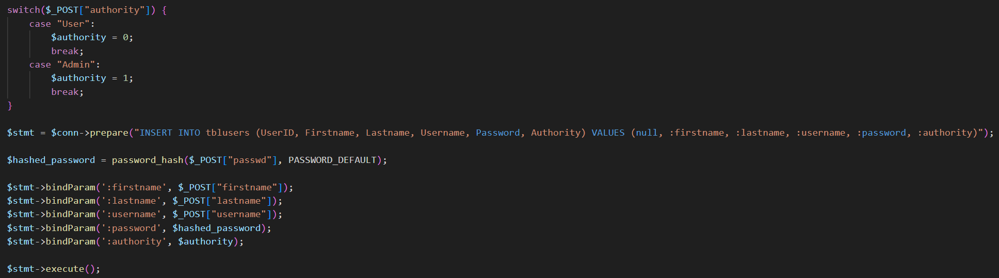 switch($_POST["authority"]) {
    case "User":
        $authority = 0;
        break;
    case "Admin":
        $authority = 1;
        break;
}
$stmt = $conn->prepare("INSERT INTO tblusers (UserID, Firstname, Lastname, Username, Password, Authority) VALUES (null, :firstname, :lastname, :username, :password, :authority)");
$hashed_password = password_hash($_POST["passwd"], PASSWORD_DEFAULT);
$stmt->bindParam(':firstname', $_POST["firstname"]);
$stmt->bindParam(':lastname', $_POST["lastname"]);
$stmt->bindParam(':username', $_POST["username"]);
$stmt->bindParam(':password', $hashed_password);
$stmt->bindParam(':authority', $authority);
$stmt->execute();